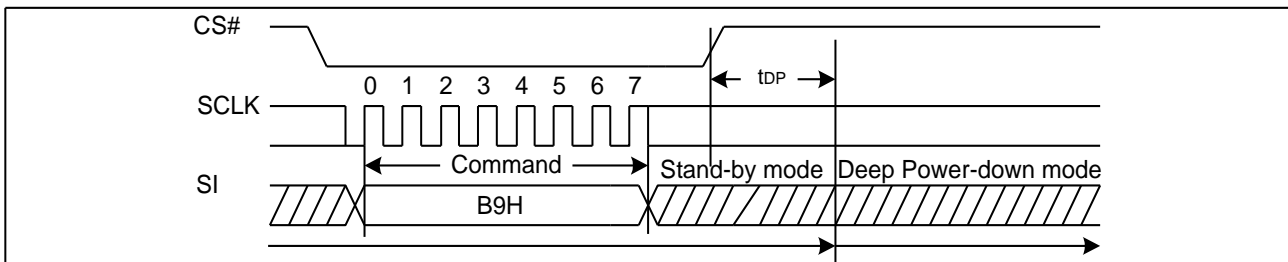 CS#
tDP
0 1 2 3 4 5 6 7
SCLK
Command
Stand-by mode Deep Power-down mode
SI
B9H